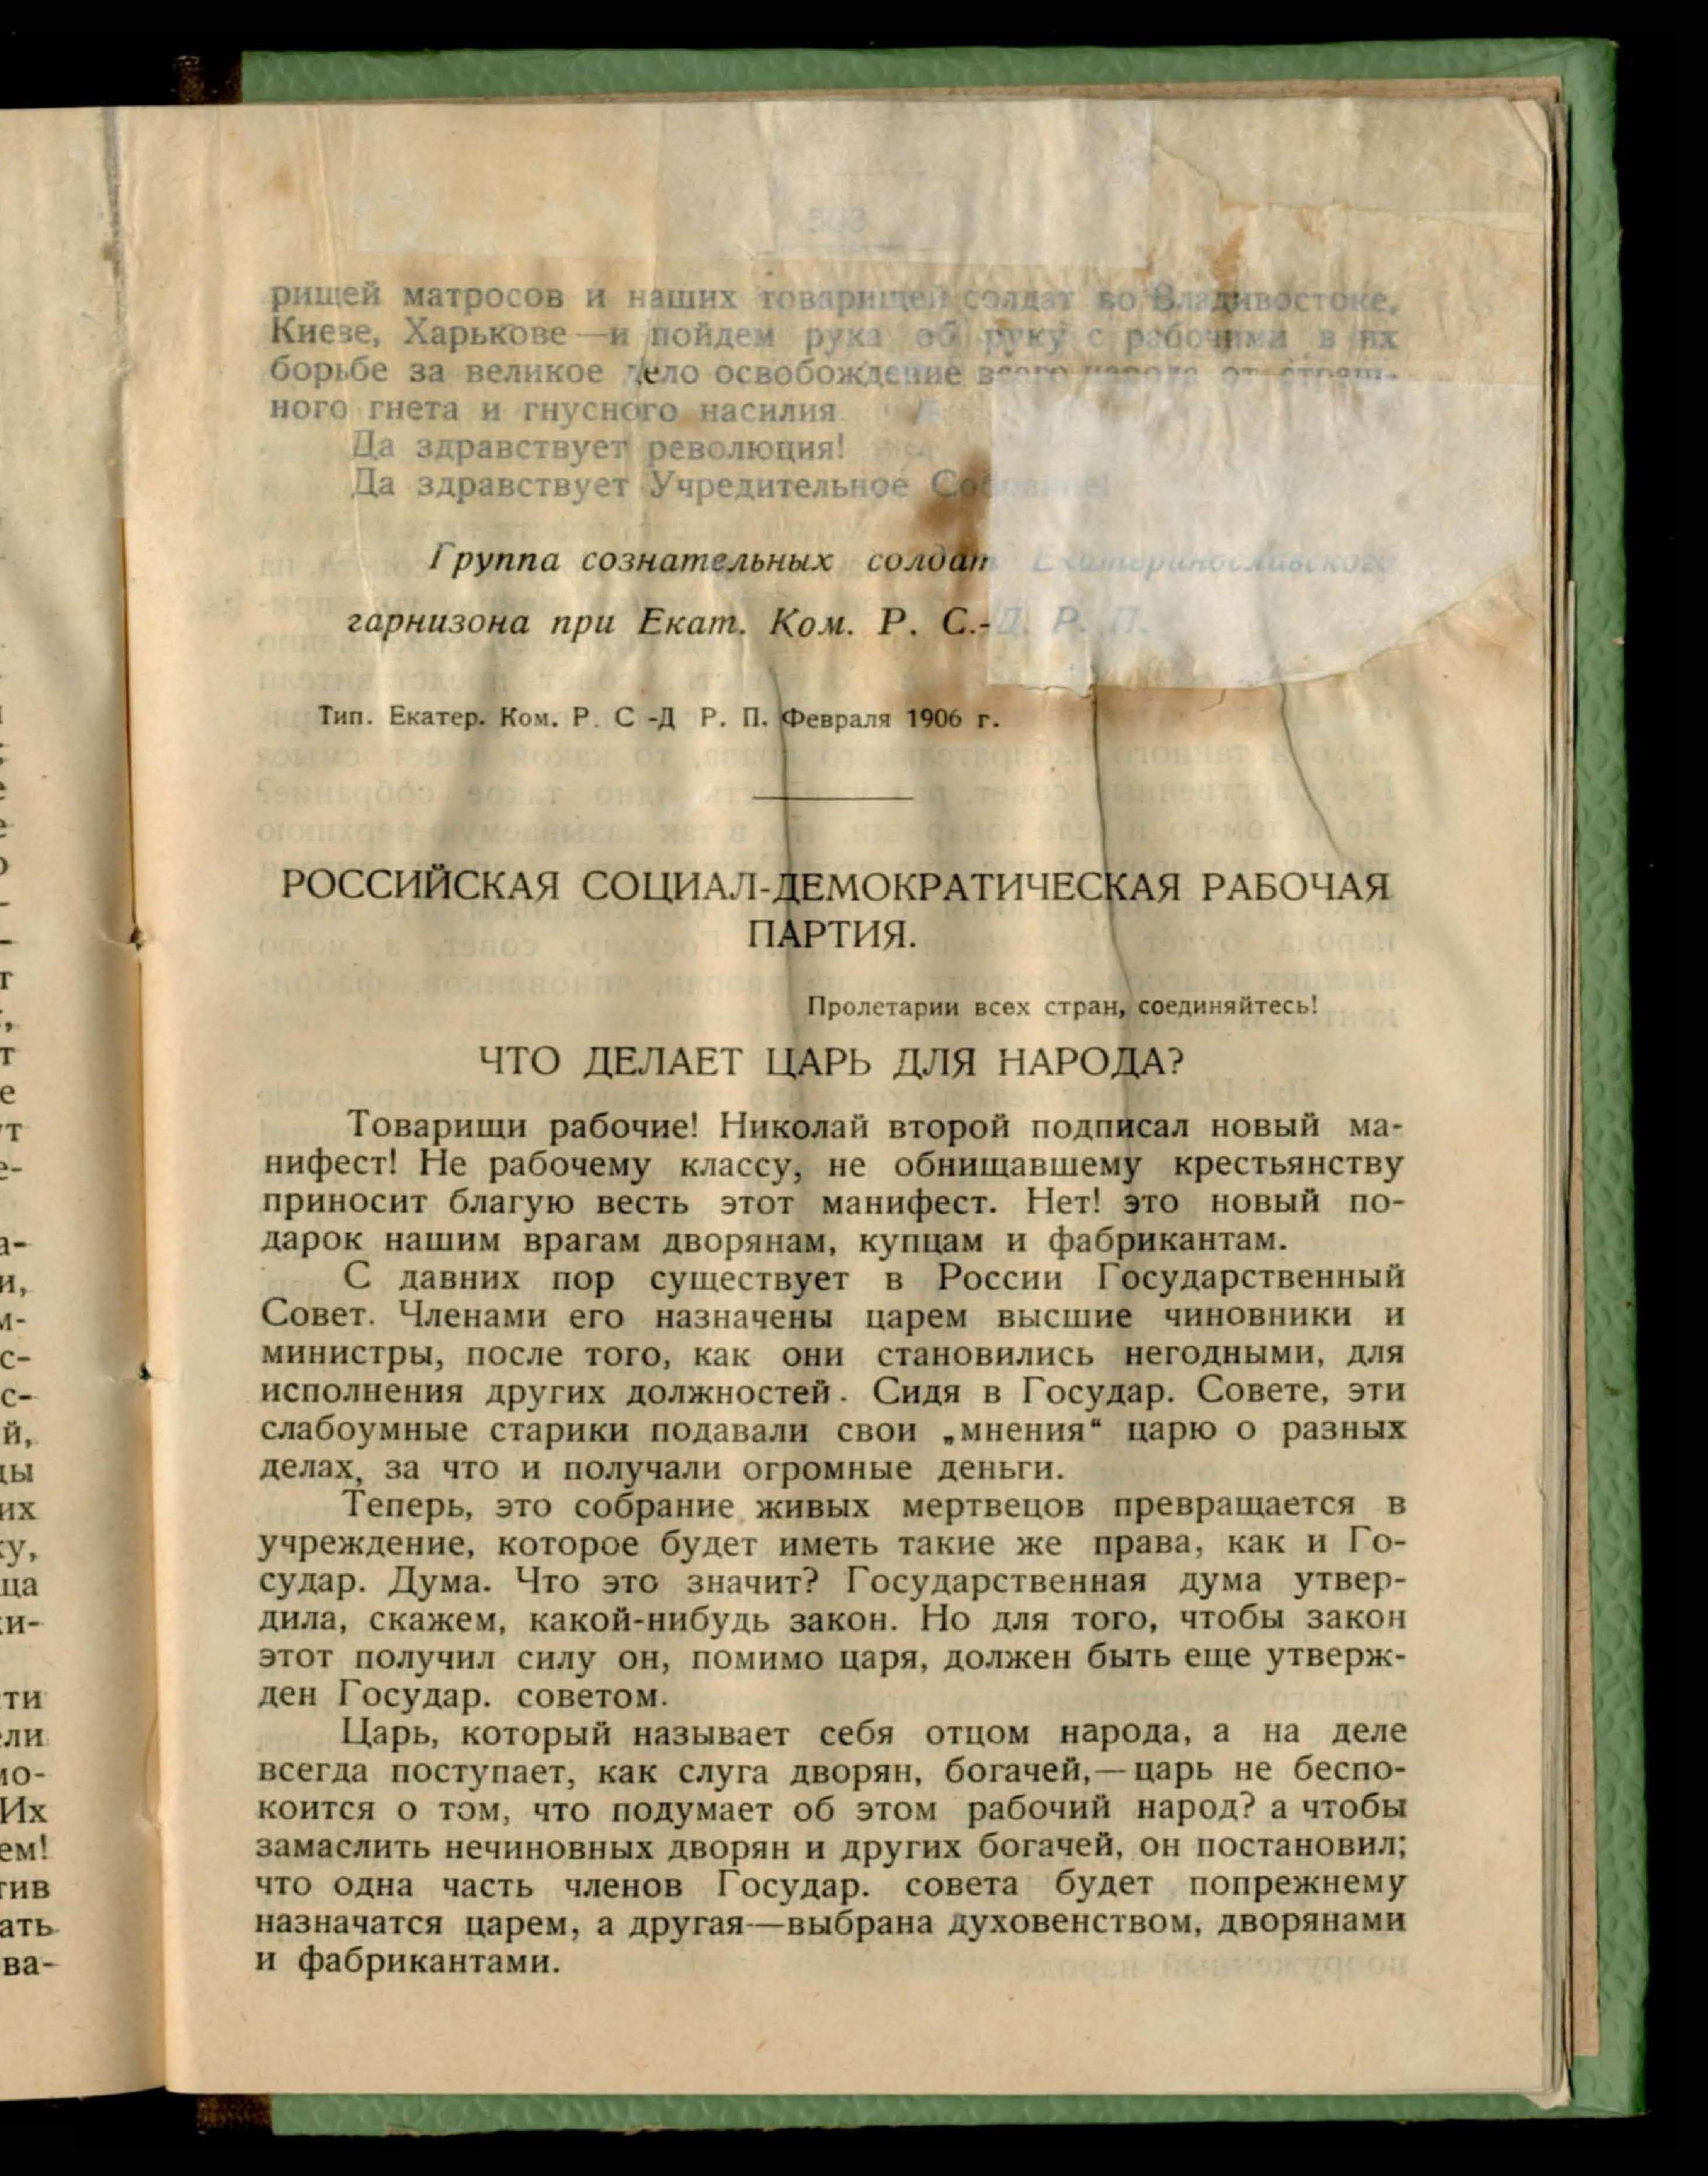 рищей матросов и наших товарищей солдат во Владивостоке,
Киеве, Харькове—и пойдем рука об руку с рабочими в их
борьбе за великое дело освобождение всего народа от страш-
ного гнета и гнусного насилия
Да здравствует революция!
Да здравствует Учредительное Собрание!
Группа сознательных солдат Екатеринославского
гарнизона при Екат. Ком. Р. С.-Д. Р. П.
Тип. Екатер. Ком. Р. С -Д Р. П. Февраля 1906 г.
РОССИЙСКАЯ СОЦИАЛ-ДЕМОКРАТИЧЕСКАЯ РАБОЧАЯ
ПАРТИЯ.
Пролетарии всех стран, соединяйтесь!
ЧТО ДЕЛАЕТ ЦАРЬ ДЛЯ НАРОДА?
Товарищи рабочие! Николай второй подписал новый ма-
нифест! Не рабочему классу, не обнищавшему крестьянству
приносит благую весть этот манифест. Нет! это новый по-
дарок нашим врагам дворянам, купцам и фабрикантам.
С давних пор существует в России Государственный
Совет. Членами его назначены царем высшие чиновники и
министры, после того, как они становились негодными, для
исполнения других должностей. Сидя в Государ. Совете, эти
слабоумные старики подавали свои „мнения“ царю о разных
делах, за что и получали огромные деньги.
Теперь, это собрание живых мертвецов превращается в
учреждение, которое будет иметь такие же права, как и Го-
судар. Дума. Что это значит? Государственная дума утвер-
дила, скажем, какой-нибудь закон. Но для того, чтобы закон
этот получил силу он, помимо царя, должен быть еще утверж-
ден Государ. советом.
Царь, который называет себя отцом народа, а на деле
всегда поступает, как слуга дворян, богачей,—царь не беспо-
коится о том, что подумает об этом рабочий народ? а чтобы
замаслить нечиновных дворян и других богачей, он постановил;
что одна часть членов Государ. совета будет попрежнему
назначатся царем, а другая—выбрана духовенством, дворянами
и фабрикантами.